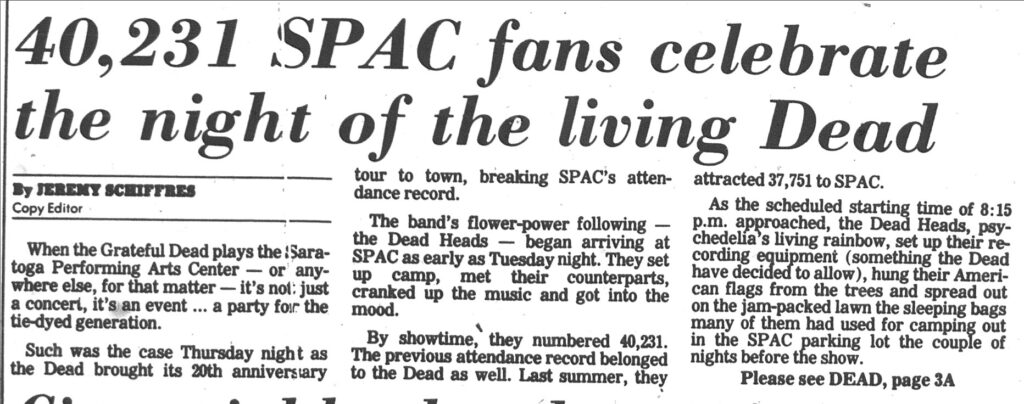 40,231 SPAC fans celebrate
the night of the living Dead
By JEREMY SCHIFFRES
Copy Editor
When the Grateful Dead plays the Sara-
toga Performing Arts Center — or any-
where else, for that matter — it's not just
a concert, it's an event ... a party for the
tie-dyed generation.
Such was the case Thursday night as
the Dead brought its 20th anniversary
tour to town, breaking SPAC's atten-
dance record.
The band's flower-power following —
the Dead Heads — began arriving at
SPAC as early as Tuesday night. They set
up camp, met their counterparts,
cranked up the music and got into the
mood.
By showtime, they numbered 40,231.
The previous attendance record belonged
to the Dead as well. Last summer, they
attracted 37,751 to SPAC.
As the scheduled starting time of 8:15
p.m. approached, the Dead Heads, psy-
chedelia's living rainbow, set up their re-
cording equipment (something the Dead
have decided to allow), hung their Ameri-
can flags from the trees and spread out
on the jam-packed lawn the sleeping bags
many of them had used for camping out
in the SPAC parking lot the couple of
nights before the show.
Please see DEAD, page 3A